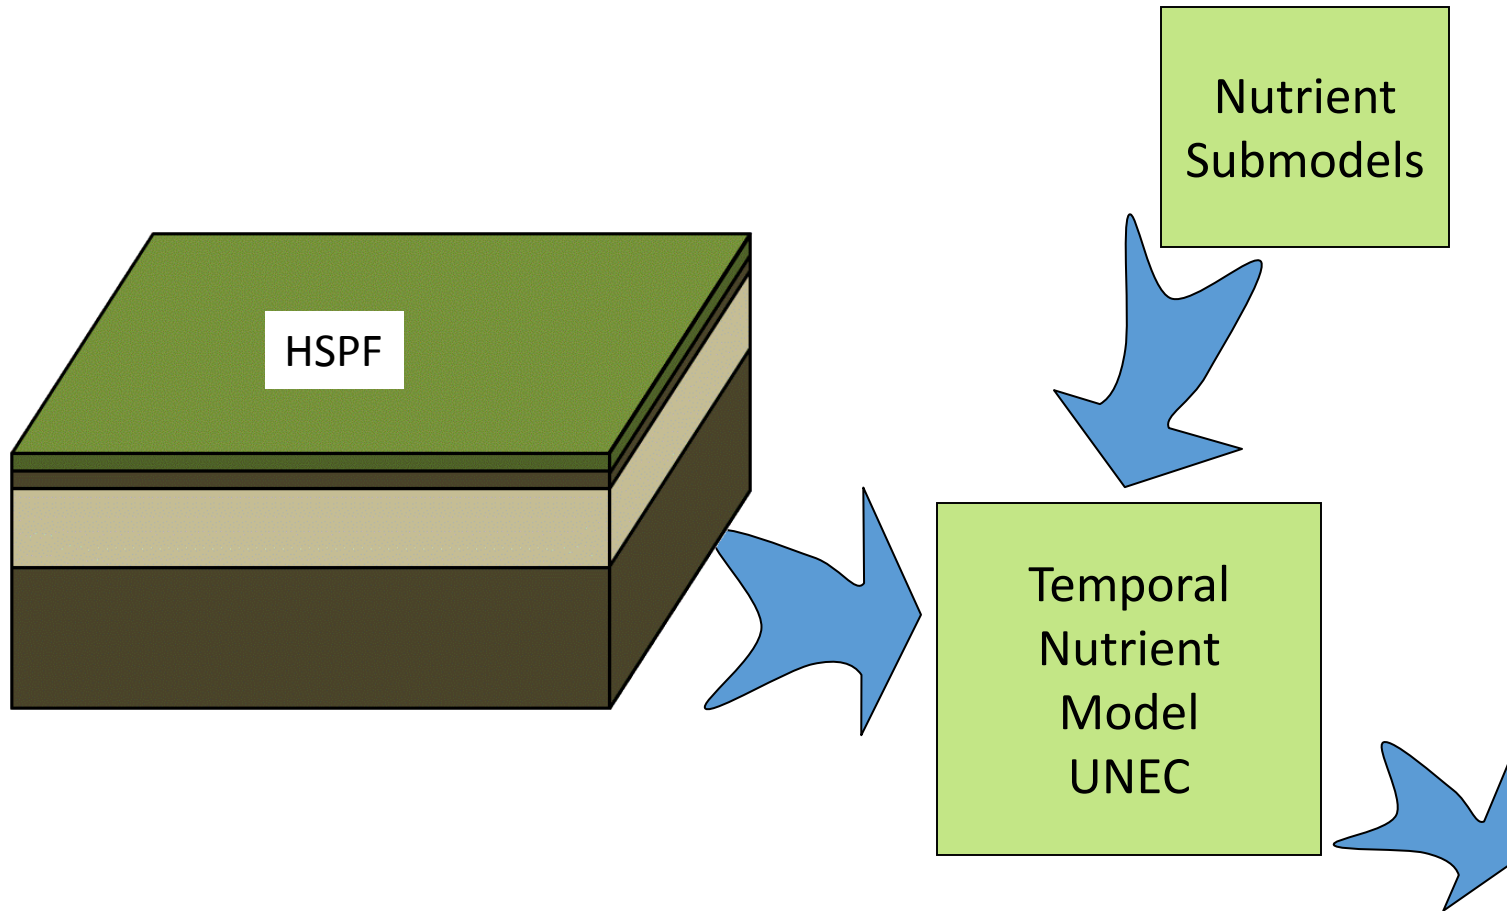 Nutrient
Submodels
HSPF
Temporal
Nutrient
Model
UNEC